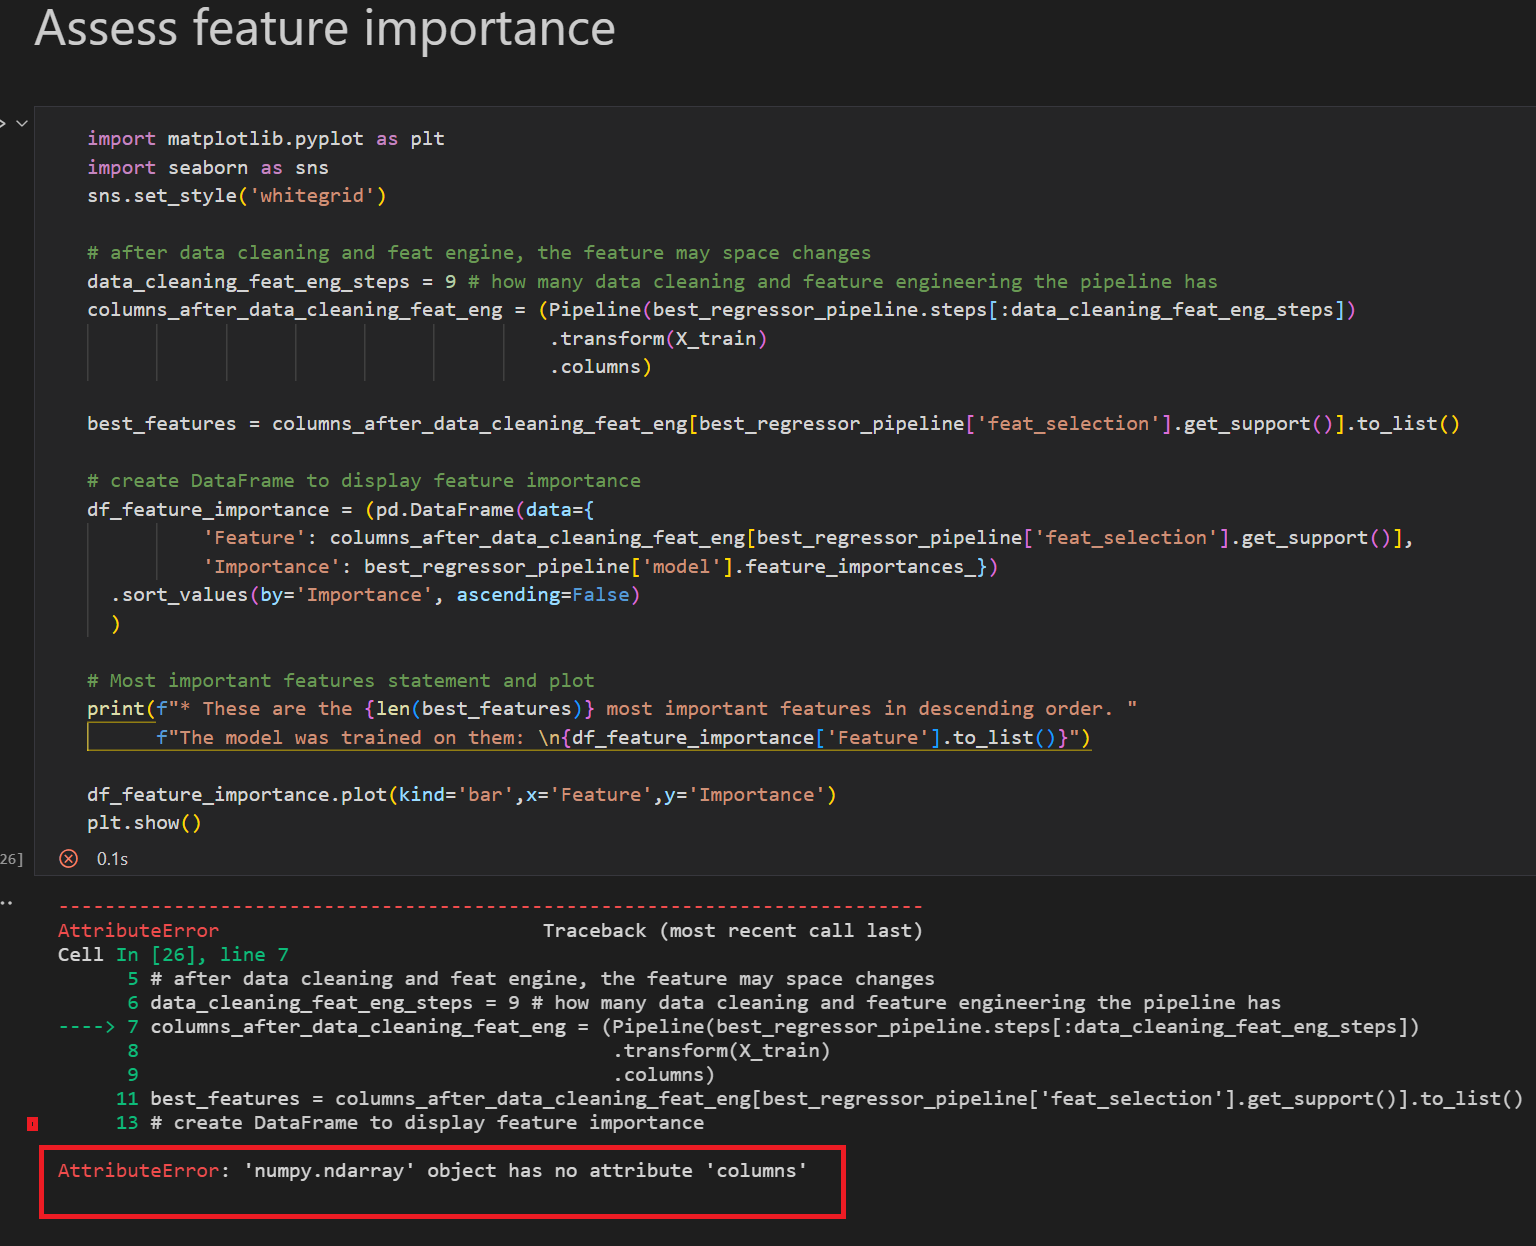 Assess feature importance
import matplotlib.pyplot as plt
import seaborn as sns
sns.set_style('whitegrid')
# after data cleaning and feat engine, the feature may space changes
data_cleaning_feat_eng_steps = 9 # how many data cleaning and feature engineering the pipeline has
columns_after_data_cleaning_feat_eng = (Pipeline(best_regressor_pipeline.steps[:data_cleaning_feat_eng_steps])
.transform(X_train)
.columns)
best_features = columns_after_data_cleaning_feat_eng[best_regressor_pipeline['feat_selection'].get_support()].to_list()
# create DataFrame to display feature importance
df_feature_importance = (pd.DataFrame(data={
'Feature': columns_after_data_cleaning_feat_eng[best_regressor_pipeline['feat_selection'].get_support()],
'Importance': best_regressor_pipeline['model'].feature_importances_})
.sort_values(by='Importance', ascending=False)
)
# Most important features statement and plot
print(f"* These are the {len(best_features)} most important features in descending order. "
f"The model was trained on them: \n{df_feature_importance['Feature'].to_list()}")
df_feature_importance.plot(kind='bar',x='Feature',y='Importance')
plt.show()
26]
0.1s
---------------------------------------------------------------------------
AttributeError Traceback (most recent call last)
Cell In [26], line 7
5 # after data cleaning and feat engine, the feature may space changes
6 data_cleaning_feat_eng_steps = 9 # how many data cleaning and feature engineering the pipeline has
----> 7 columns_after_data_cleaning_feat_eng = (Pipeline(best_regressor_pipeline.steps[:data_cleaning_feat_eng_steps])
8 .transform(X_train)
9 .columns)
11 best_features = columns_after_data_cleaning_feat_eng[best_regressor_pipeline['feat_selection'].get_support()].to_list()
13 # create DataFrame to display feature importance
AttributeError: 'numpy.ndarray' object has no attribute 'columns'